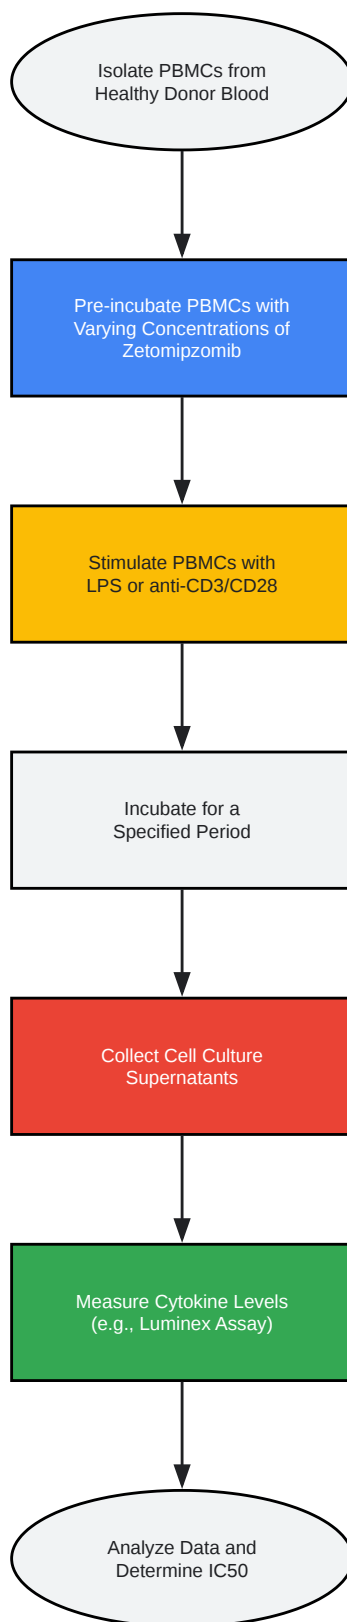 Isolate PBMCs from
Healthy Donor Blood
Pre-incubate PBMCs with
Varying Concentrations of
Zetomipzomib
Stimulate PBMCs with
LPS or anti-CD3/CD28
Incubate for a
Specified Period
Collect Cell Culture
Supernatants
Measure Cytokine Levels
(e.g., Luminex Assay)
Analyze Data and
Determine IC50